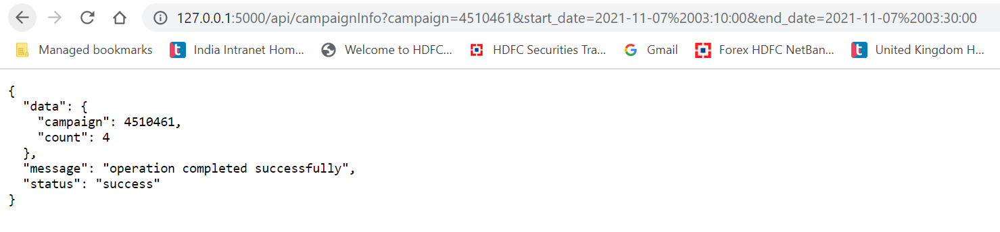 127.0.0.1:5000/api/campaignInfo?campaign=4510461&start_date=2021-11-07%2003:10:00&end_date=2021-11-07%2003:30:00
Managed bookmarks India Intranet Hom... Welcome to HDFC... HDFC Securities Tra... Gmail Forex HDFC NetBan... United Kingdom H...
{
  "data": {
    "campaign": 4510461,
    "count": 4
  },
  "message": "operation completed successfully",
  "status": "success"
}